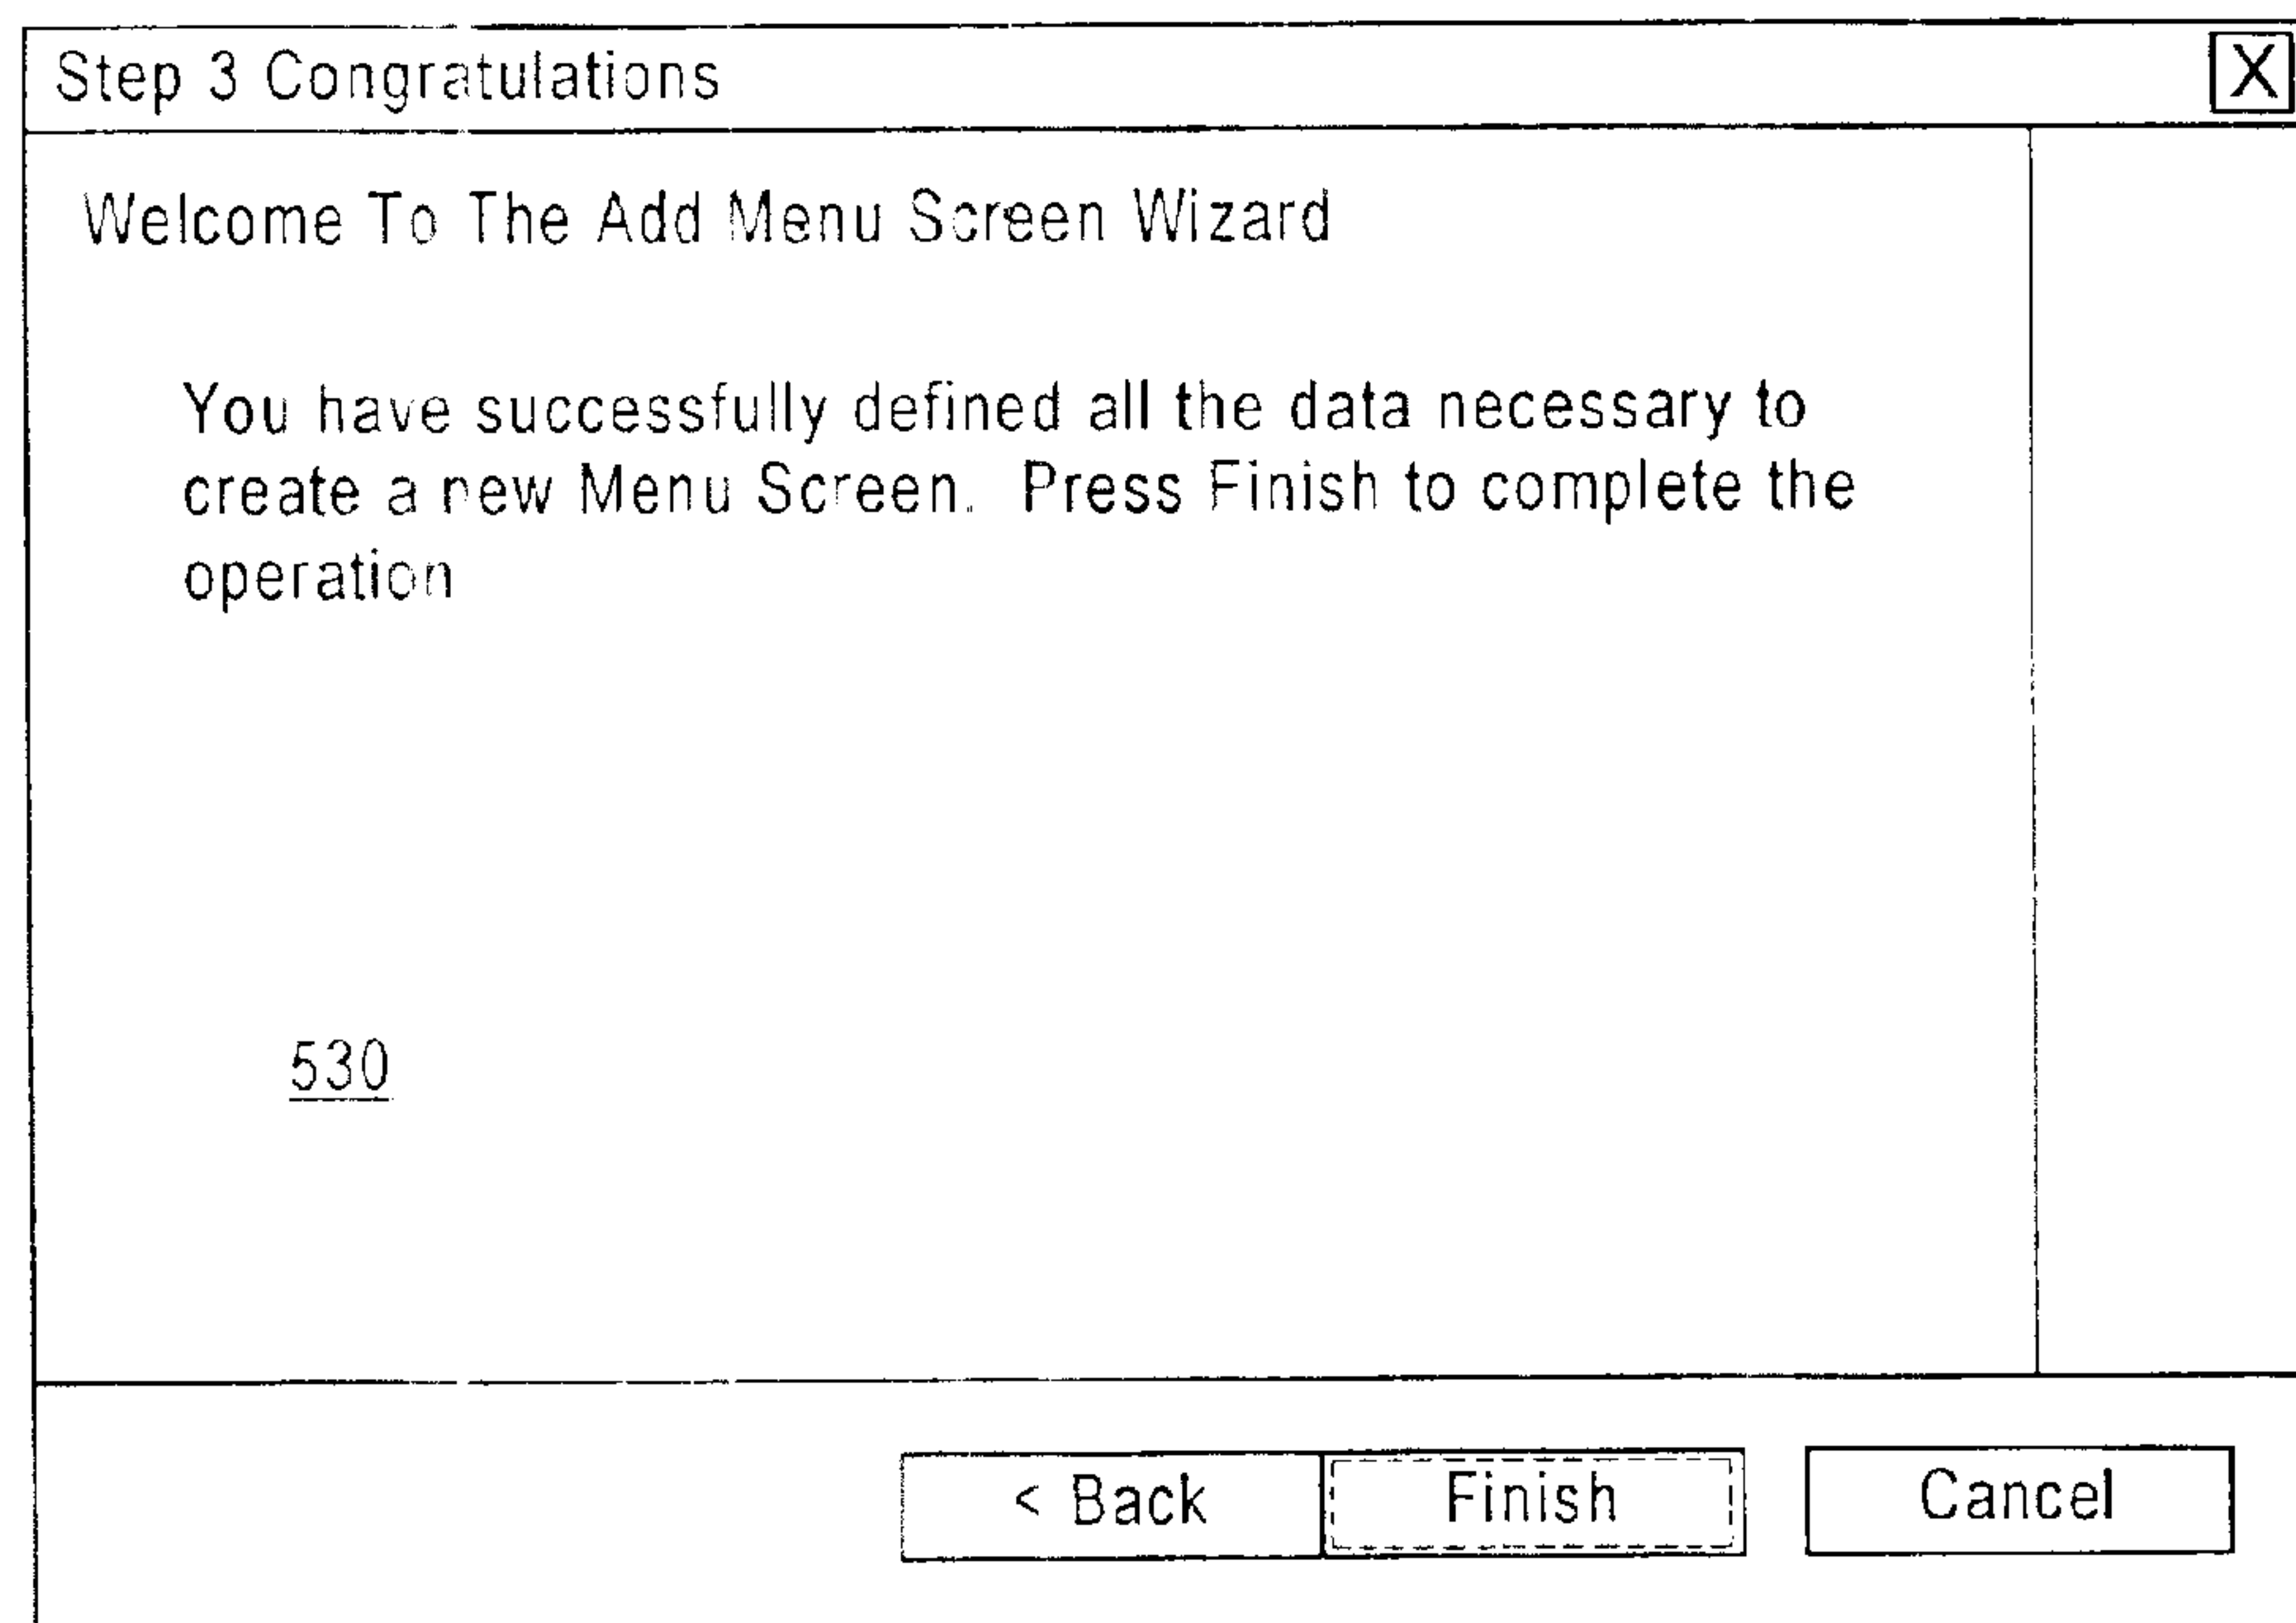 Step 3 Congratulations X
Welcome To The Add Menu Screen Wizard
You have successfully defined all the data necessary to
create a new Menu Screen. Press Finish to complete the
operation
530
< Back Finish Cancel